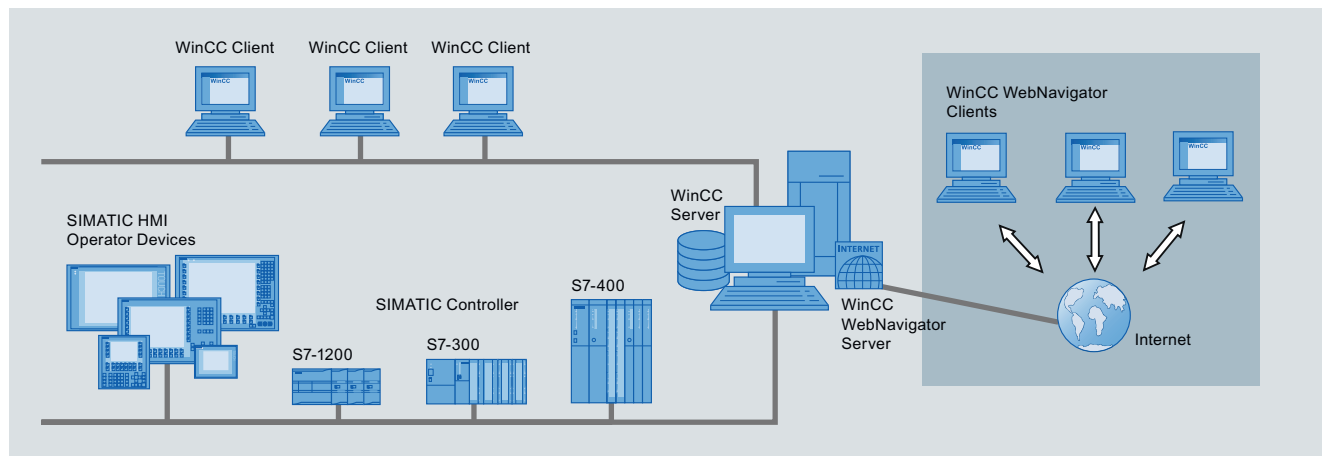 WinCC Client
WinCC Client
WinCC Client
WinCC
WinCC
WinCC
WinCC WebNavigator
Clients
WinCC
WinCC
WinCC
WinCC
Server
SIMATIC HMI
Operator Devices
INTERNET
S7-400
SIMATIC Controller
WinCC
WebNavigator
Server
Internet
S7-1200
S7-300